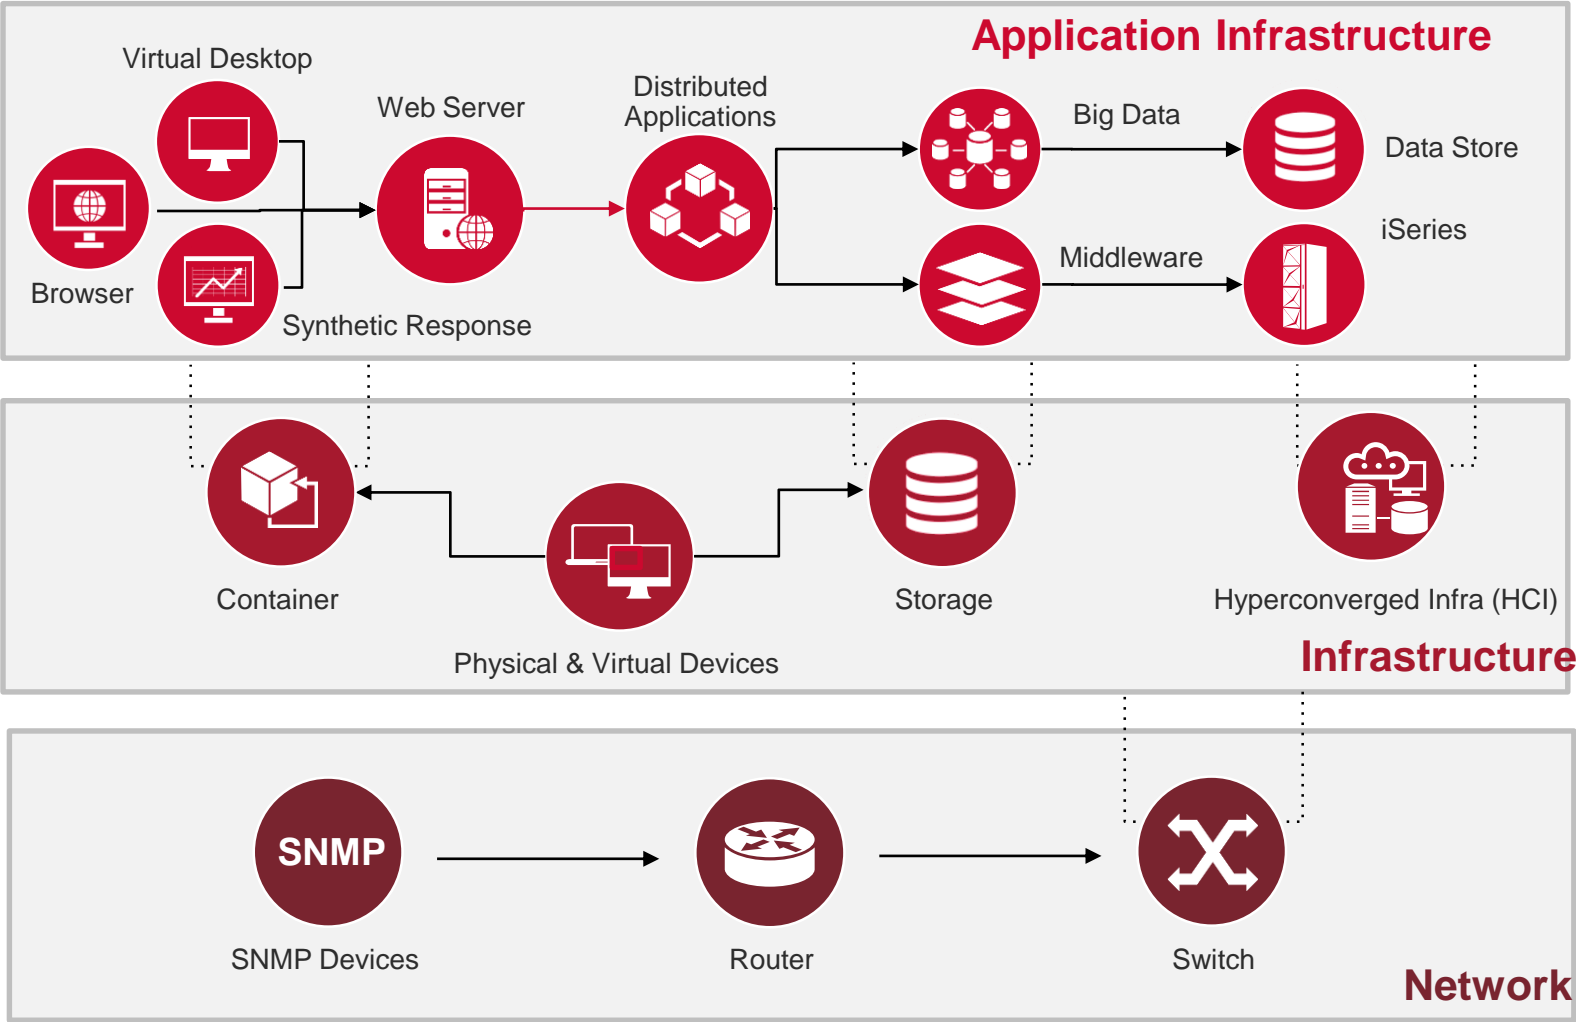 Application Infrastructure
Virtual Desktop
Web Server
Distributed
Applications
Big Data
Data Store
Browser
Synthetic Response
Middleware
iSeries
Container
Physical & Virtual Devices
Storage
Hyperconverged Infra (HCI)
Infrastructure
SNMP
SNMP Devices
Router
Switch
Network